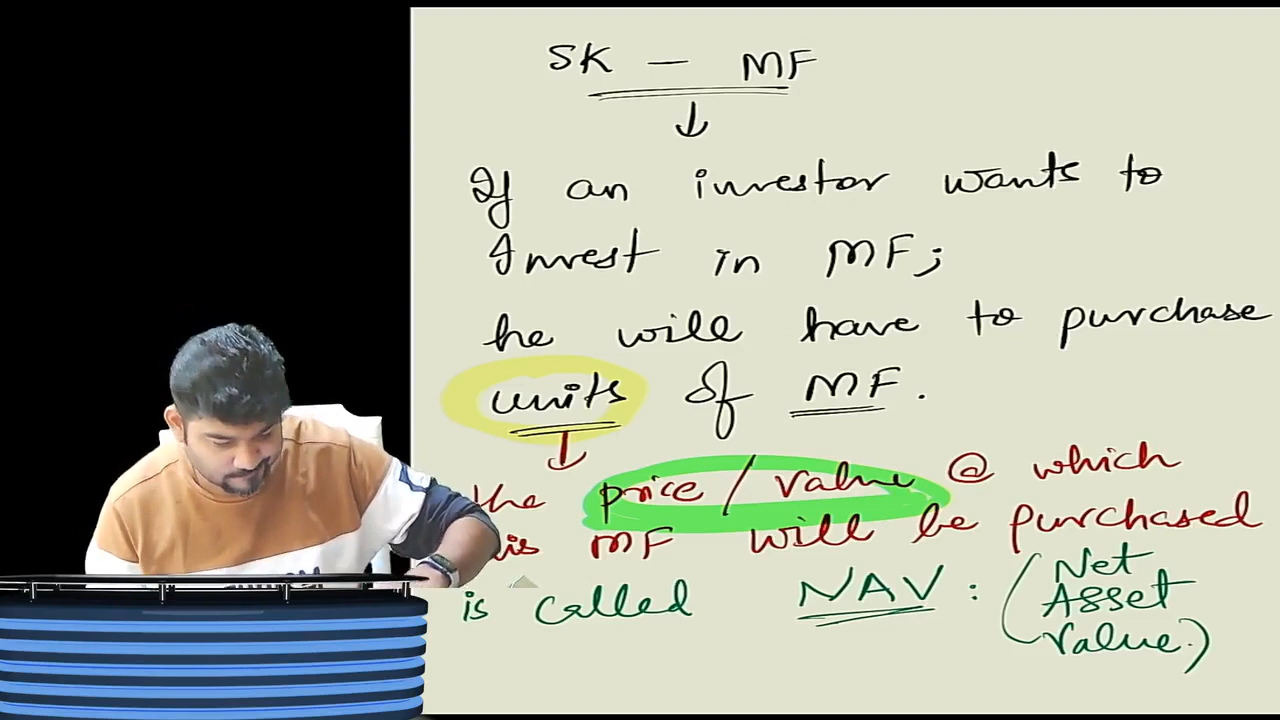 SK – MF
If an investor wants to
Invest in MF;
he will have to purchase
units of MF.
the price / value @ which
MF will be purchased
is called NAV : (Net
Asset
Value.)